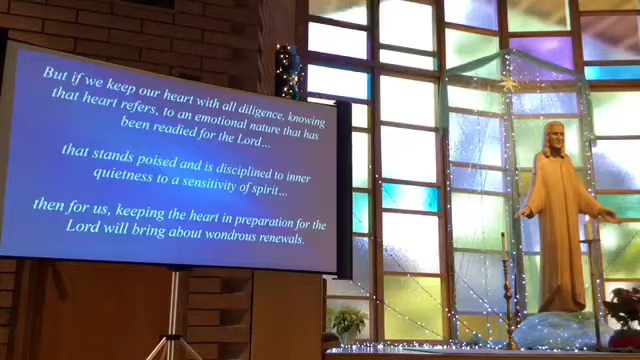 But if we keep our heart with all diligence, knowing
that heart refers, to an emotional nature that has
been readied for the Lord…
that stands poised and is disciplined to inner
quietness to a sensitivity of spirit…
then for us, keeping the heart in preparation for the
Lord will bring about wondrous renewals.